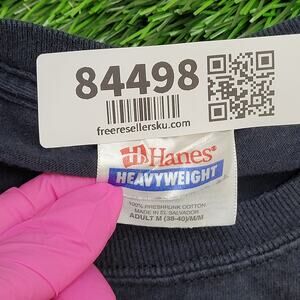 84498
freeresellersku.com
Hanes®
HEAVYWEIGHT
100% PRESHRUNK COTTON
MADE IN EL SALVADOR
ADULT M (38-40)/M/M